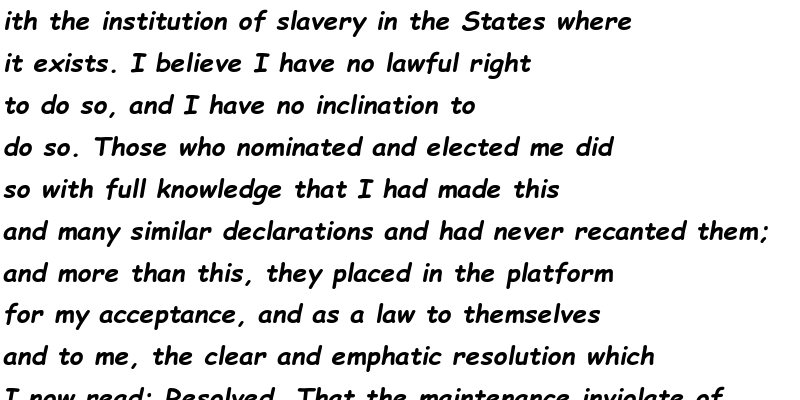 ith the institution of slavery in the States where
it exists. I believe I have no lawful right
to do so, and I have no inclination to
do so. Those who nominated and elected me did
so with full knowledge that I had made this
and many similar declarations and had never recanted them;
and more than this, they placed in the platform
for my acceptance, and as a law to themselves
and to me, the clear and emphatic resolution which
I now read: Resolved, That the maintenance inviolate of